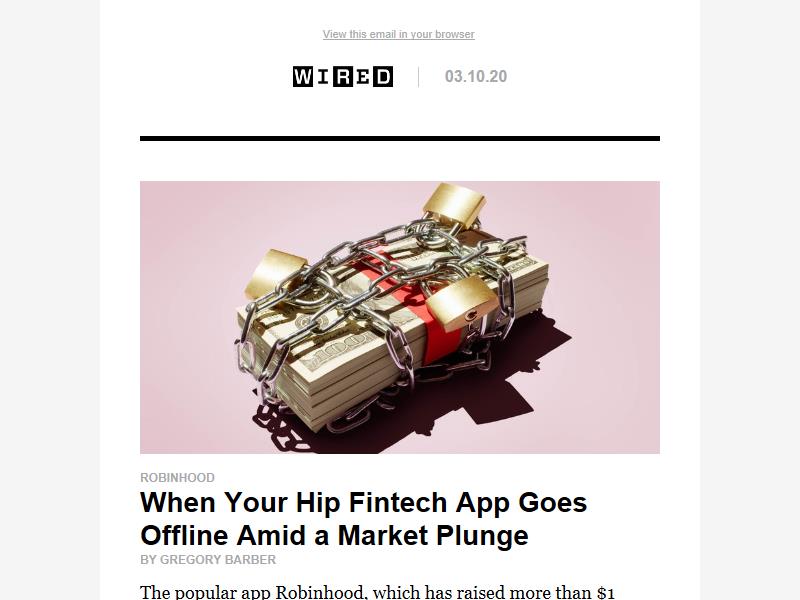 View this email in your browser
WIRED
03.10.20
100
ROBINHOOD
When Your Hip Fintech App Goes
Offline Amid a Market Plunge
BY GREGORY BARBER
The popular app Robinhood, which has raised more than $1